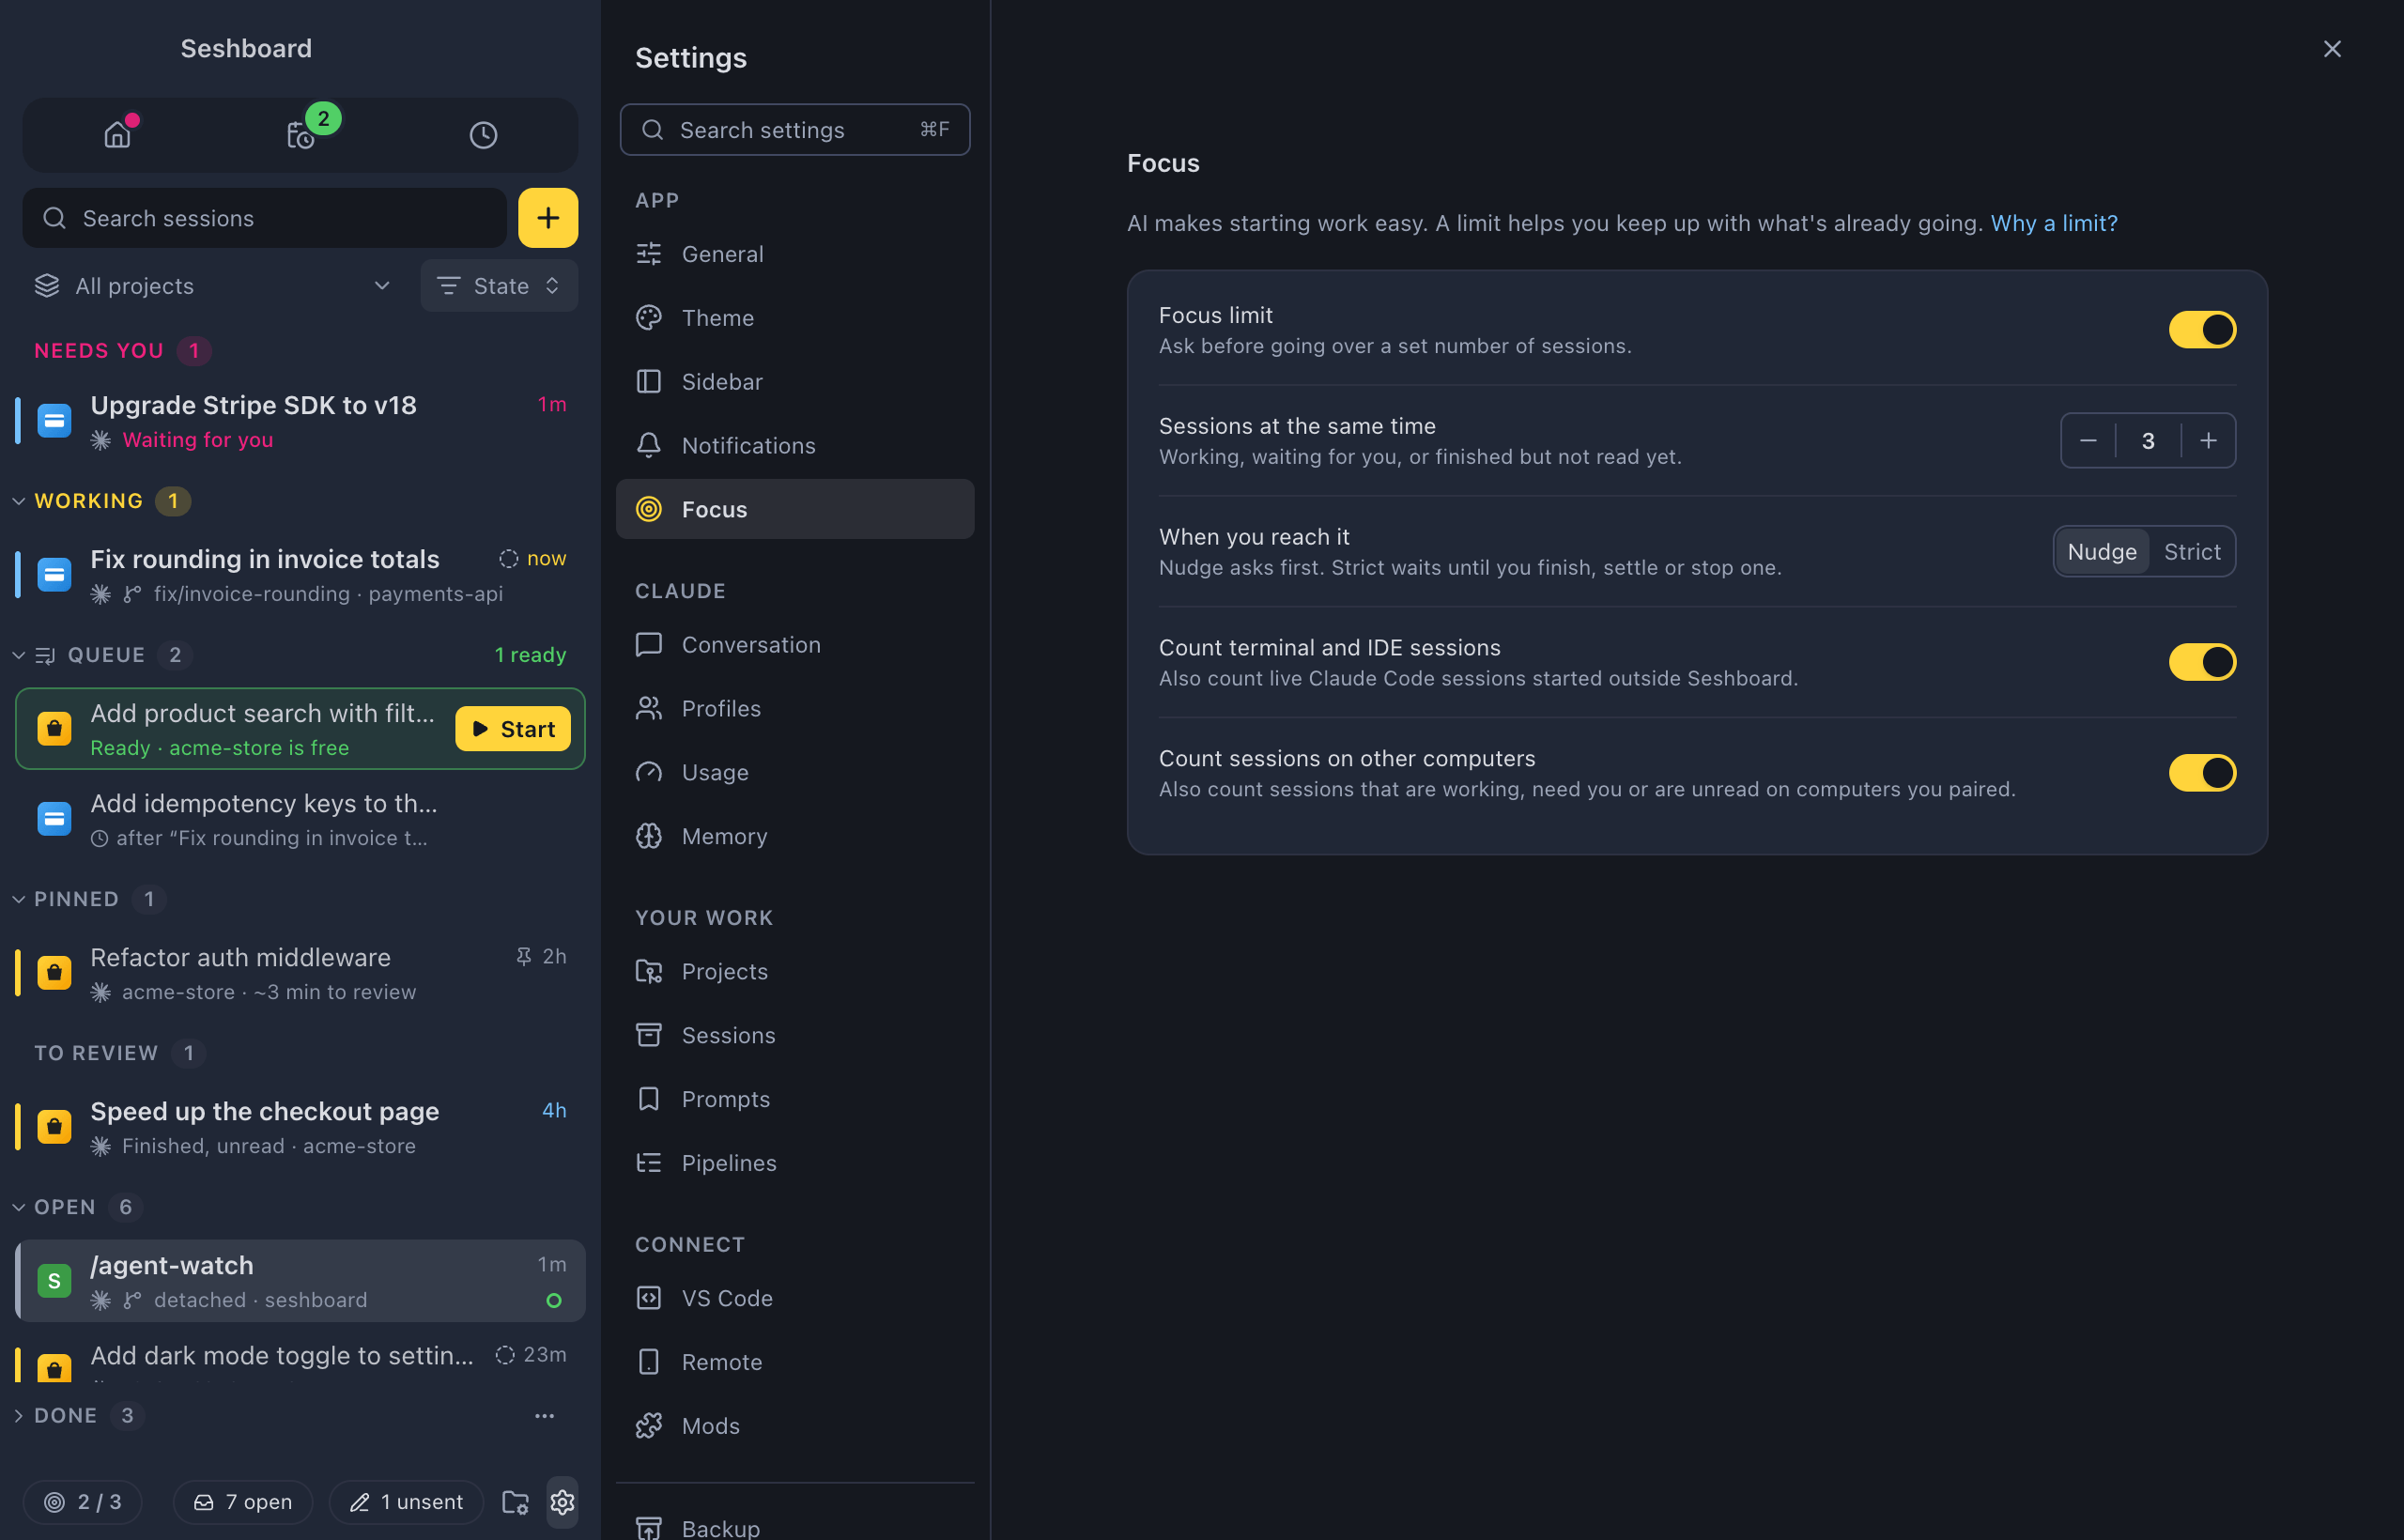 Seshboard
2
Search sessions
All projects
State
NEEDS YOU 1
Upgrade Stripe SDK to v18 1m
Waiting for you
WORKING 1
Fix rounding in invoice totals now
fix/invoice-rounding · payments-api
QUEUE 2 1 ready
Add product search with filt...
Ready · acme-store is free
Start
Add idempotency keys to th...
after “Fix rounding in invoice t...
PINNED 1
Refactor auth middleware 2h
acme-store · ~3 min to review
TO REVIEW 1
Speed up the checkout page 4h
Finished, unread · acme-store
OPEN 6
S
/agent-watch 1m
detached · seshboard
Add dark mode toggle to settin... 23m
DONE 3
2 / 3
7 open
1 unsent
Settings
Search settings ⌘F
APP
General
Theme
Sidebar
Notifications
Focus
CLAUDE
Conversation
Profiles
Usage
Memory
YOUR WORK
Projects
Sessions
Prompts
Pipelines
CONNECT
VS Code
Remote
Mods
Backup
Focus
AI makes starting work easy. A limit helps you keep up with what's already going. Why a limit?
Focus limit
Ask before going over a set number of sessions.
Sessions at the same time
Working, waiting for you, or finished but not read yet.
3
When you reach it
Nudge asks first. Strict waits until you finish, settle or stop one.
Nudge Strict
Count terminal and IDE sessions
Also count live Claude Code sessions started outside Seshboard.
Count sessions on other computers
Also count sessions that are working, need you or are unread on computers you paired.